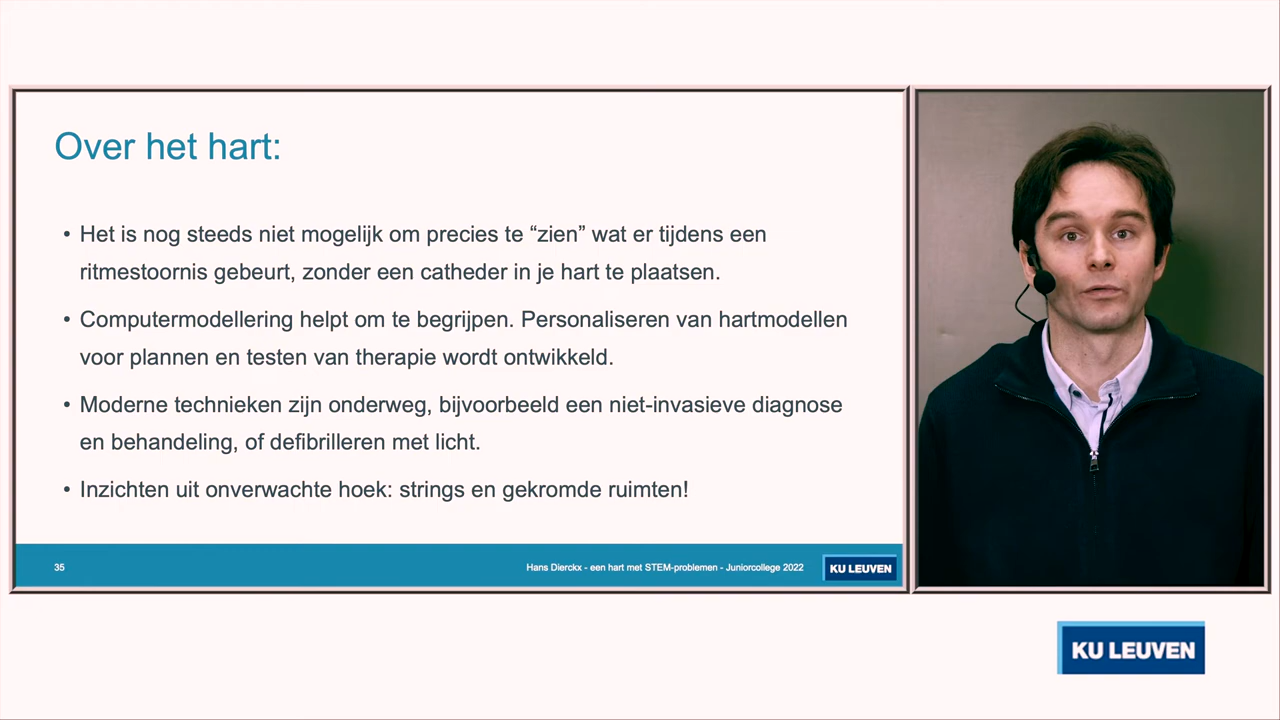 Over het hart:
• Het is nog steeds niet mogelijk om precies te “zien” wat er tijdens een
ritmestoornis gebeurt, zonder een catheder in je hart te plaatsen.
• Computermodellering helpt om te begrijpen. Personaliseren van hartmodellen
voor plannen en testen van therapie wordt ontwikkeld.
• Moderne technieken zijn onderweg, bijvoorbeeld een niet-invasieve diagnose
en behandeling, of defibrilleren met licht.
• Inzichten uit onverwachte hoek: strings en gekromde ruimten!
35
Hans Dierckx - een hart met STEM-problemen - Juniorcollege 2022
KU LEUVEN
KU LEUVEN